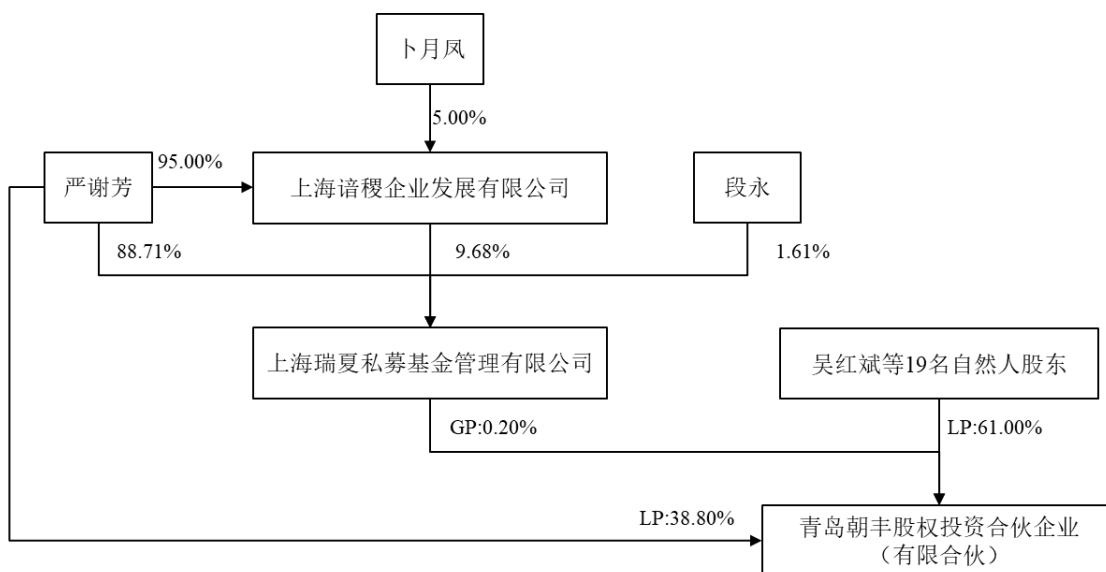 卜月凤
5.00%
严谢芳
95.00%
上海谙稷企业发展有限公司
段永
88.71%
9.68%
1.61%
上海瑞夏私募基金管理有限公司
吴红斌等19名自然人股东
GP:0.20%
LP:61.00%
LP:38.80%
青岛朝丰股权投资合伙企业
（有限合伙）